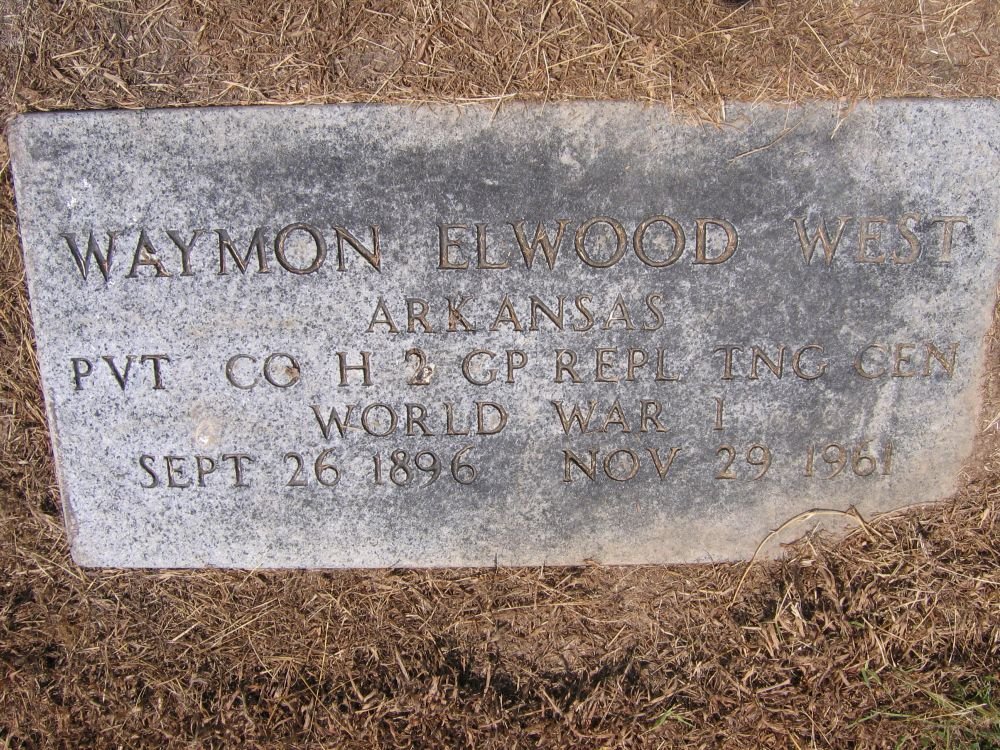 WAYMON ELWOOD WEST
ARKANSAS
PVT CO H 2 GP REPL TNG CEN
WORLD WAR I
SEPT 26 1896 NOV 29 1961